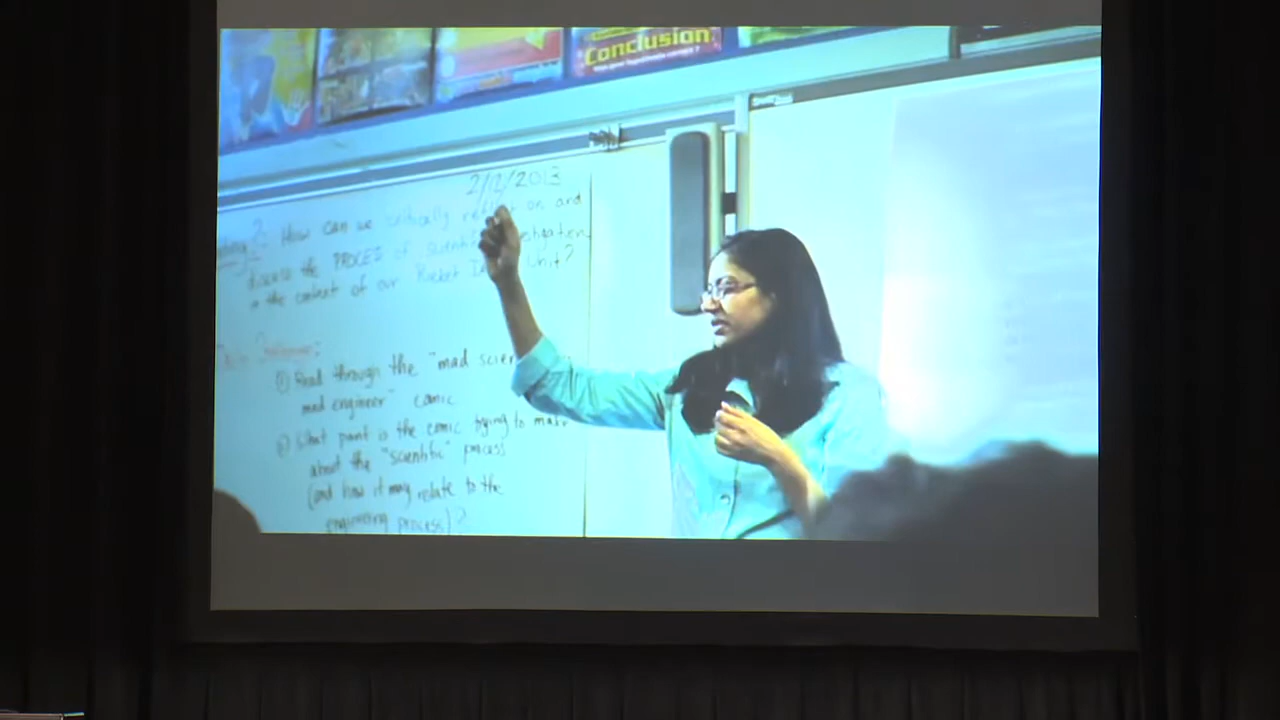 Conclusion
2/12/2013
How can we critically reflect on and
discuss the PROCESS of scientific
in the context of our Rocket Unit?
① Read through the "mad scien
mad engineer" comic
② What point is the comic trying to make
about the "scientific" process
(and how it may relate to the
engineering process)?